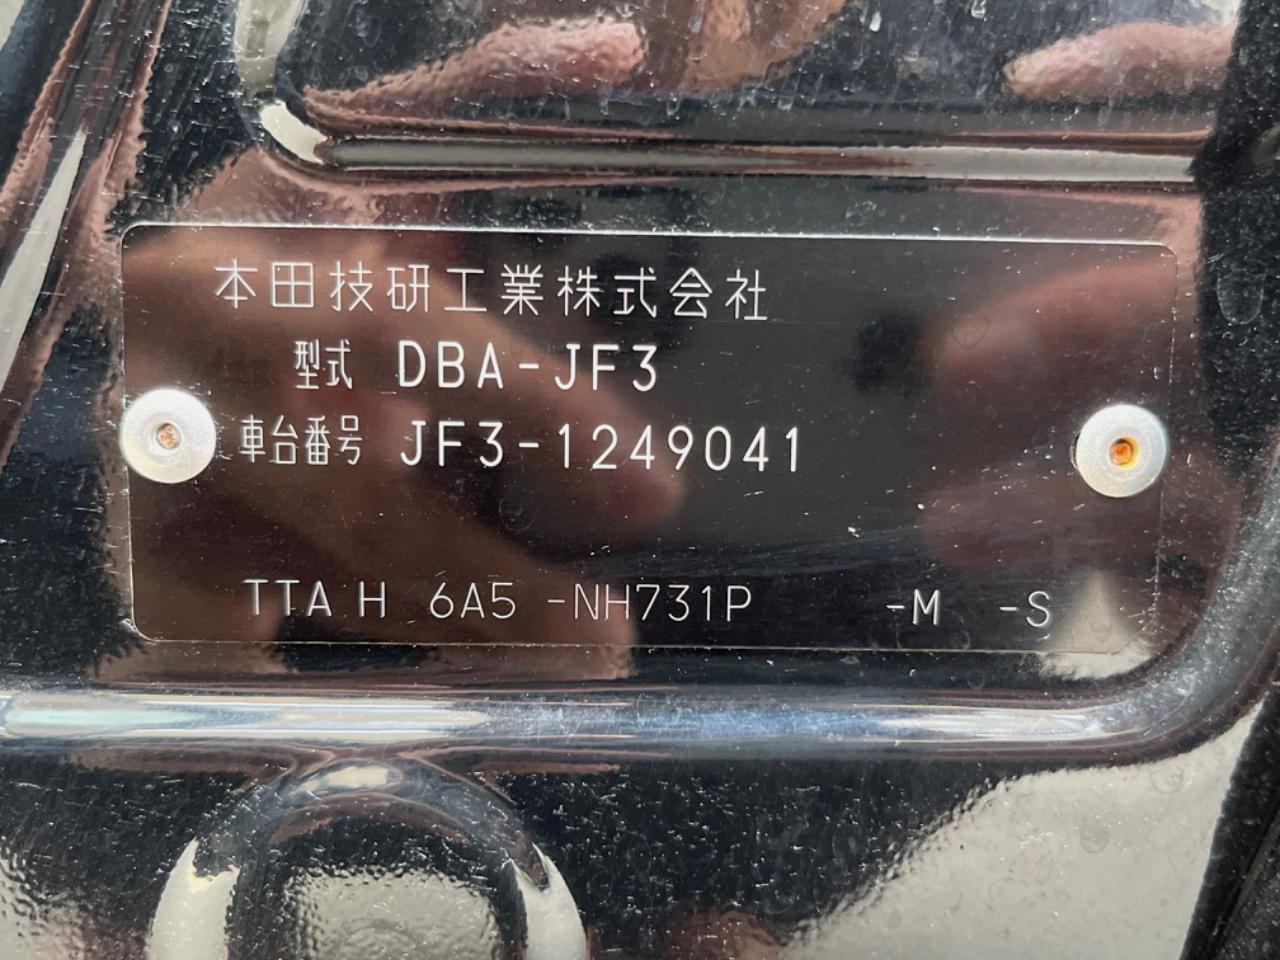 本田技研工業株式会社
型式 DBA-JF3
車台番号 JF3-1249041
TTA H 6A5 -NH731P -M -S